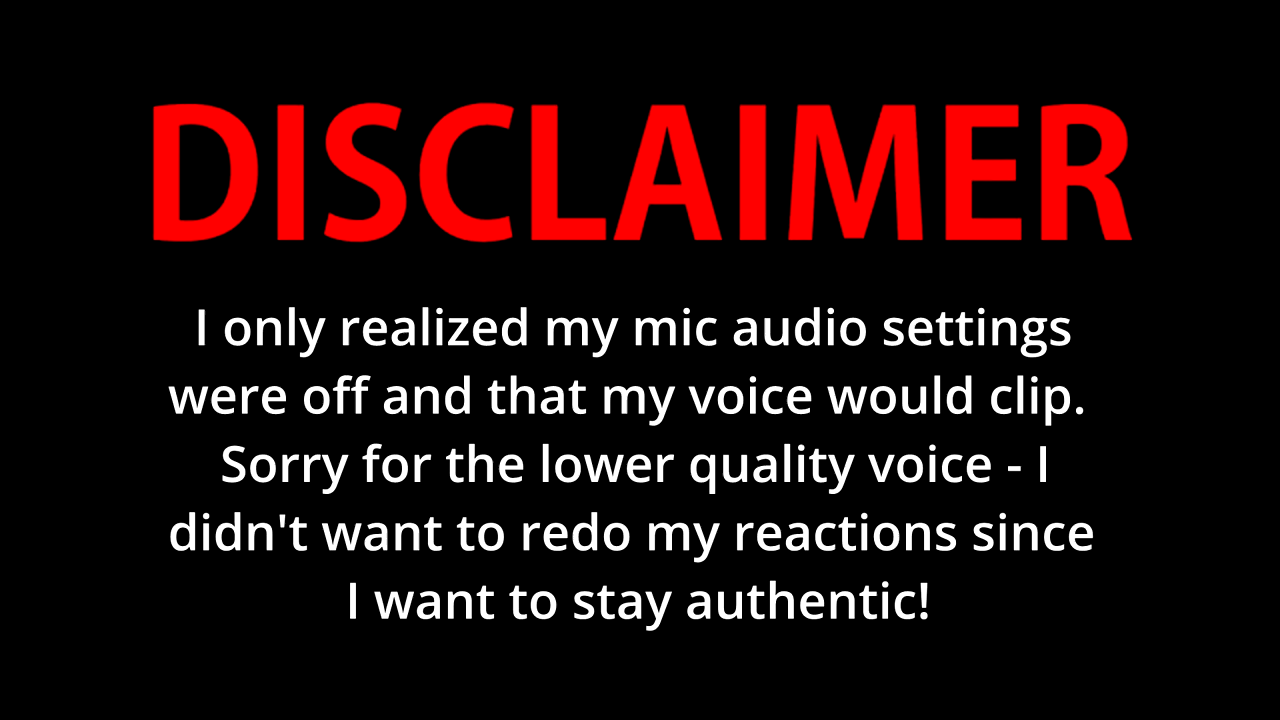 DISCLAIMER
I only realized my mic audio settings
were off and that my voice would clip.
Sorry for the lower quality voice - I
didn't want to redo my reactions since
I want to stay authentic!